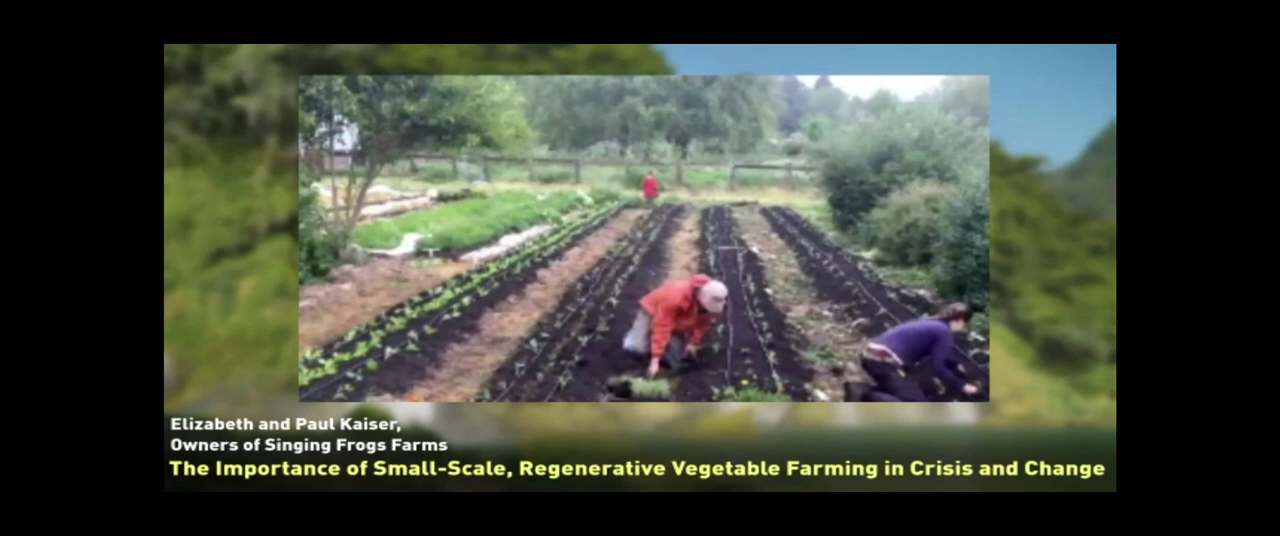 Elizabeth and Paul Kaiser,
Owners of Singing Frogs Farms
The Importance of Small-Scale, Regenerative Vegetable Farming in Crisis and Change